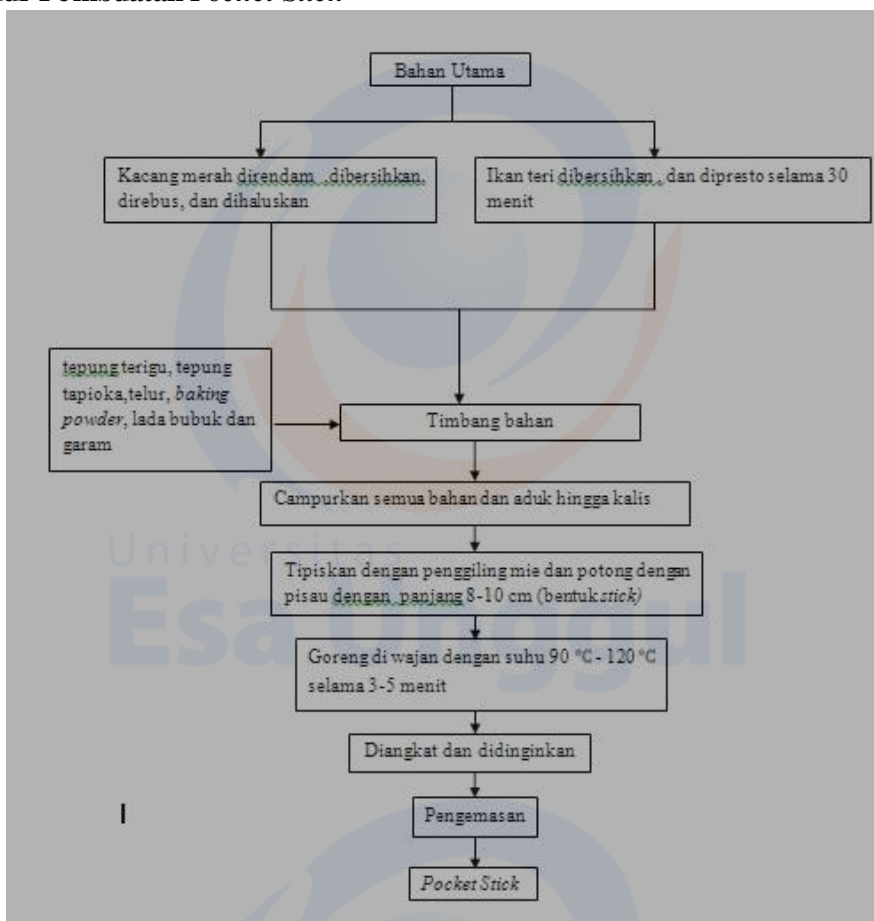 Pembuatan Pocket Stick
Bahan Utama
Kacang merah direndam ,dibersihkan,
direbus, dan dihaluskan
Ikan teri dibersihkan , dan dipresto selama 30
menit
tepung terigu, tepung
tapioka,telur, baking
powder, lada bubuk dan
garam
Timbang bahan
Campurkan semua bahan dan aduk hingga kalis
Tipiskan dengan penggiling mie dan potong dengan
pisau dengan panjang 8-10 cm (bentuk stick)
Goreng di wajan dengan suhu 90 °C - 120 °C
selama 3-5 menit
Diangkat dan didinginkan
Pengemasan
Pocket Stick
Universitas
Esa Unggul